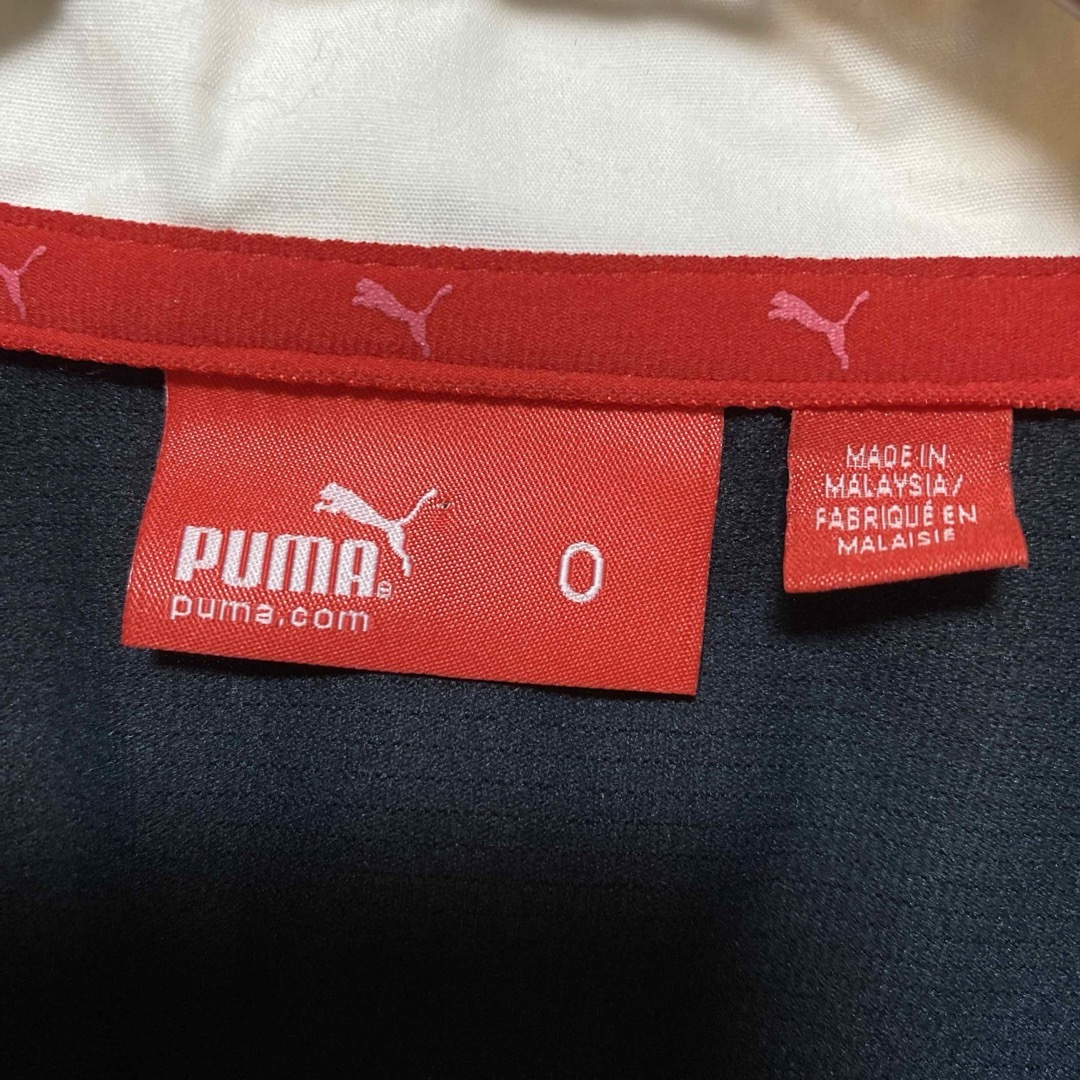 PUMA®
puma.com
O
MADE IN
MALAYSIA/
FABRIQUÉ EN
MALAISIE